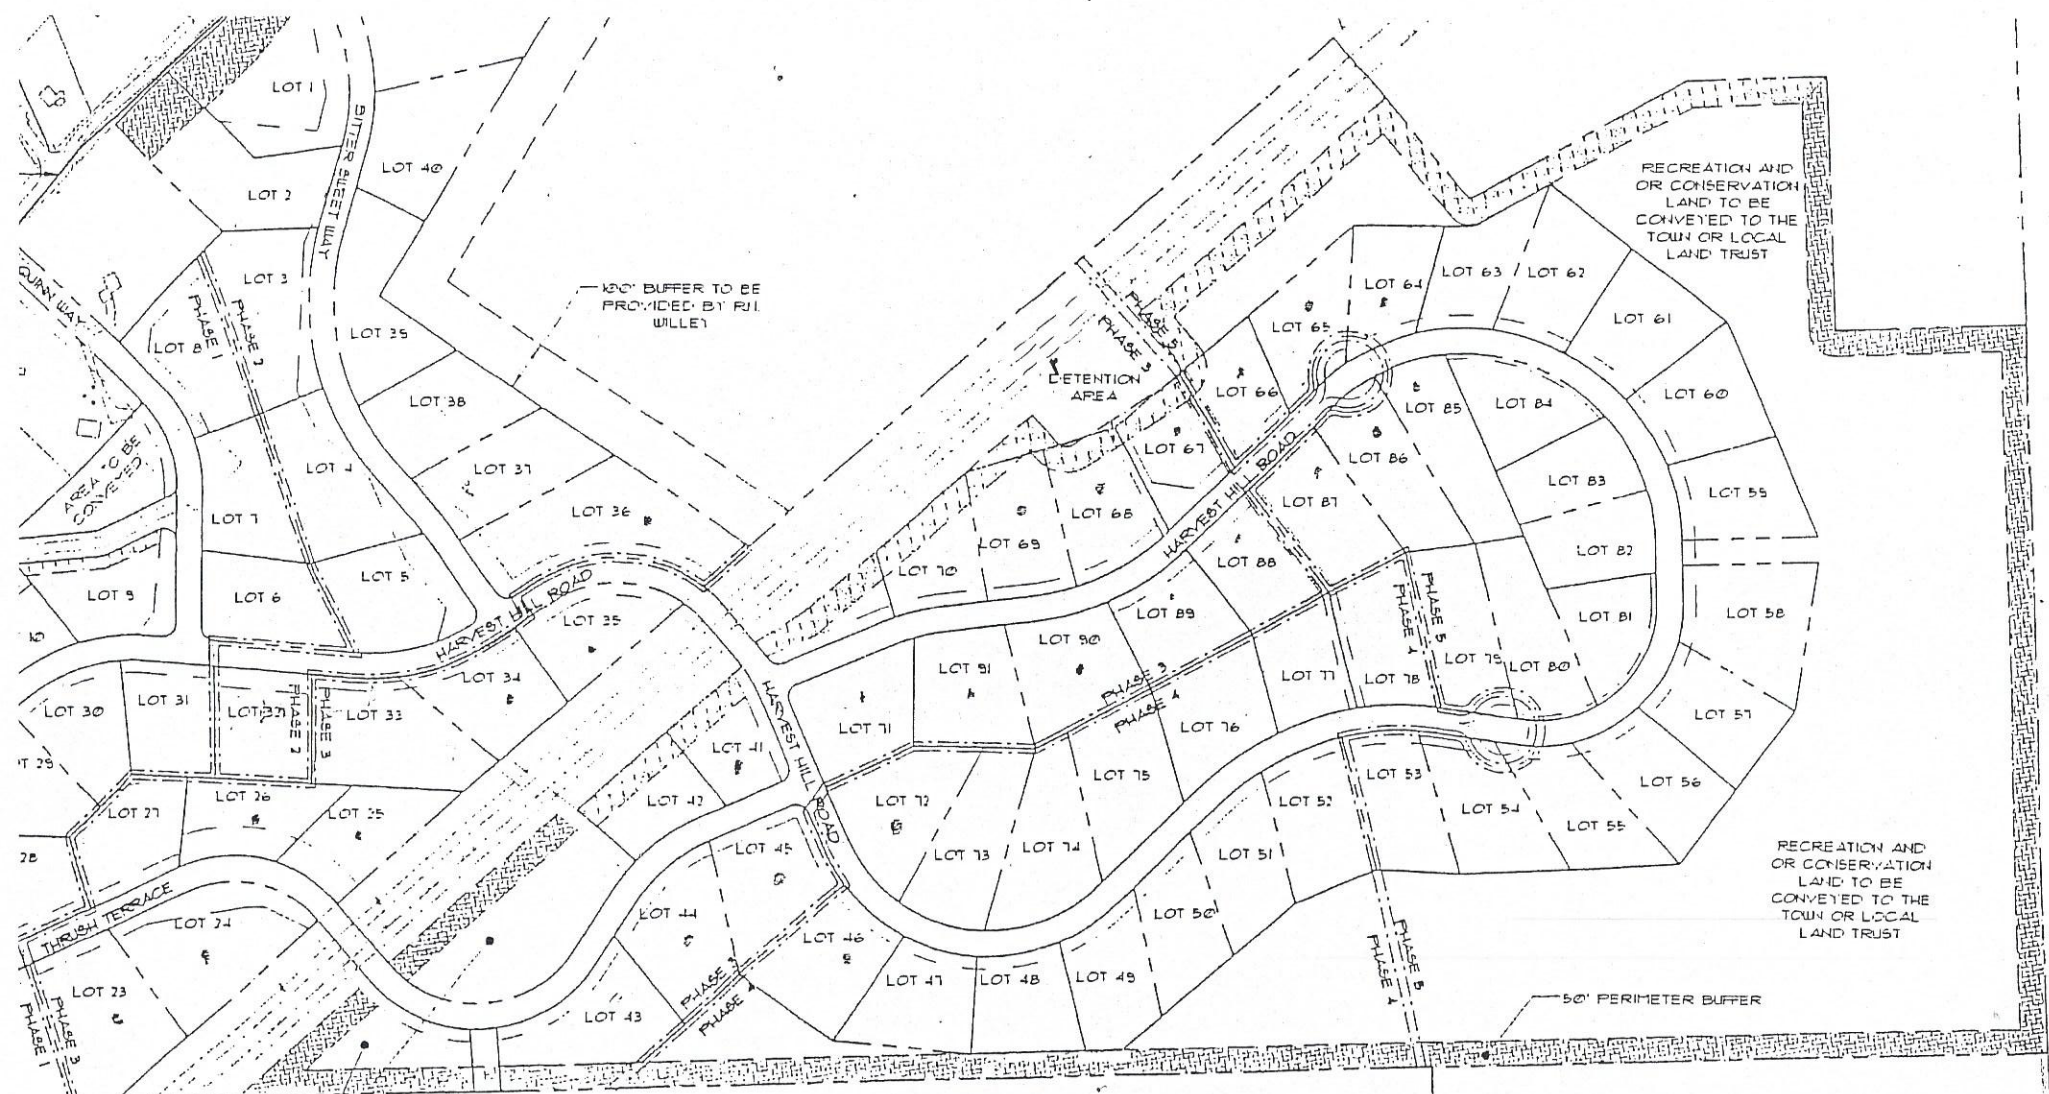 LOT 1
BITTERSWEET WAY
LOT 40
LOT 2
LOT 3
QUINN WAY
PHASE 1
PHASE 2
LOT 8
LOT 39
100' BUFFER TO BE
PROVIDED BY R.H.
WILLET
LOT 38
LOT 37
LOT 36
LOT 4
AREA TO BE
CONVEYED
LOT 7
LOT 5
LOT 9
LOT 6
10
HARVEST HILL ROAD
LOT 35
LOT 34
LOT 30
LOT 31
LOT 32
PHASE 2
PHASE 3
LOT 33
LOT 27
LOT 26
LOT 25
28
THRUSH TERRACE
LOT 24
LOT 23
PHASE 1
PHASE 3
RECREATION AND
OR CONSERVATION
LAND TO BE
CONVEYED TO THE
TOWN OR LOCAL
LAND TRUST
PHASE 5
PHASE 3
DETENTION
AREA
LOT 64
LOT 63
LOT 62
LOT 65
LOT 61
LOT 66
LOT 60
LOT 67
LOT 85
LOT 84
LOT 86
LOT 83
LOT 59
LOT 87
LOT 68
LOT 69
LOT 70
HARVEST HILL ROAD
LOT 88
LOT 82
LOT 89
LOT 81
LOT 58
LOT 90
LOT 91
PHASE 5
PHASE 4
LOT 79
LOT 80
LOT 77
LOT 78
PHASE 3
PHASE 4
LOT 71
LOT 41
HARVEST HILL ROAD
LOT 76
LOT 57
LOT 75
LOT 53
LOT 56
LOT 42
LOT 72
LOT 52
LOT 54
LOT 55
LOT 73
LOT 74
LOT 51
LOT 45
LOT 44
LOT 50
LOT 46
LOT 47
LOT 48
LOT 49
LOT 43
PHASE 3
PHASE 4
PHASE 5
PHASE 4
RECREATION AND
OR CONSERVATION
LAND TO BE
CONVEYED TO THE
TOWN OR LOCAL
LAND TRUST
50' PERIMETER BUFFER